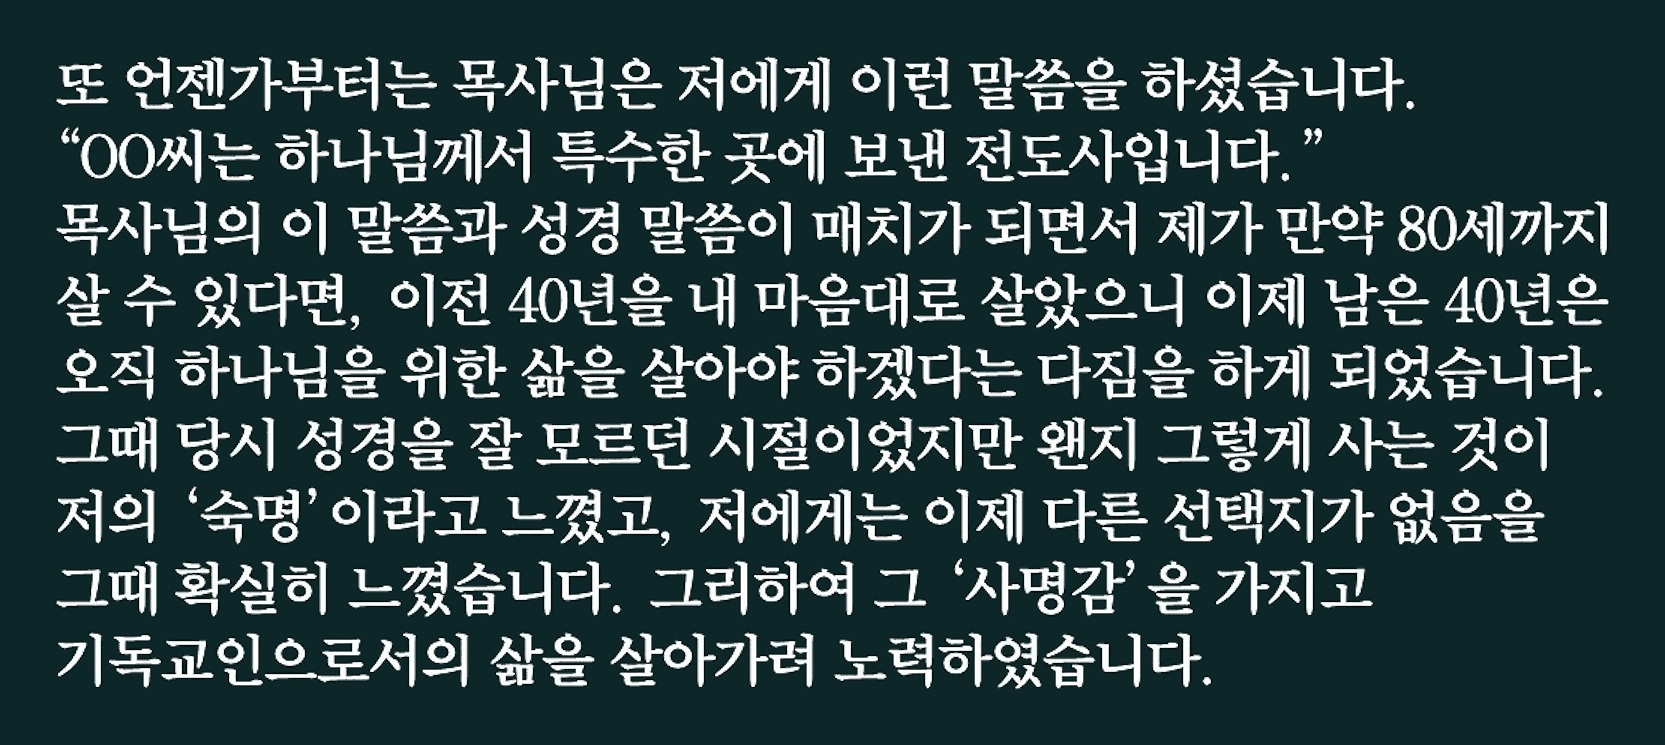 또 언젠가부터는 목사님은 저에게 이런 말씀을 하셨습니다.
“OO씨는 하나님께서 특수한 곳에 보낸 전도사입니다.”
목사님의 이 말씀과 성경 말씀이 매치가 되면서 제가 만약 80세까지
살 수 있다면, 이전 40년을 내 마음대로 살았으니 이제 남은 40년은
오직 하나님을 위한 삶을 살아야 하겠다는 다짐을 하게 되었습니다.
그때 당시 성경을 잘 모르던 시절이었지만 왠지 그렇게 사는 것이
저의 ‘숙명’이라고 느꼈고, 저에게는 이제 다른 선택지가 없음을
그때 확실히 느꼈습니다. 그리하여 그 ‘사명감’을 가지고
기독교인으로서의 삶을 살아가려 노력하였습니다.